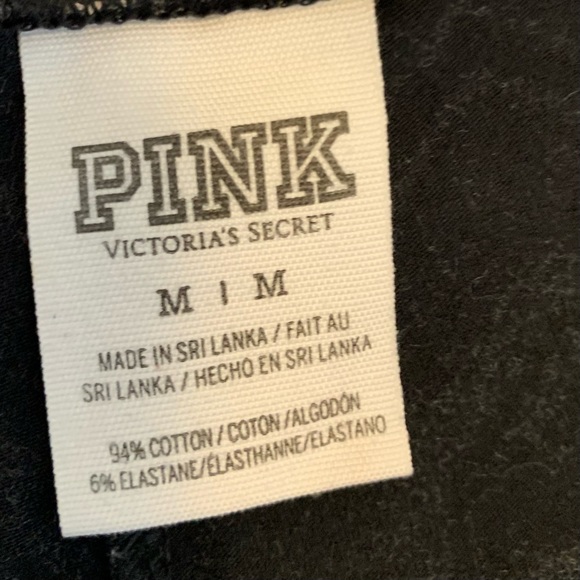 PINK
VICTORIA'S SECRET
M | M
MADE IN SRI LANKA / FAIT AU
SRI LANKA / HECHO EN SRI LANKA
94% COTTON / COTON /ALGODÓN
6% ELASTANE/ÉLASTHANNE/ELASTANO